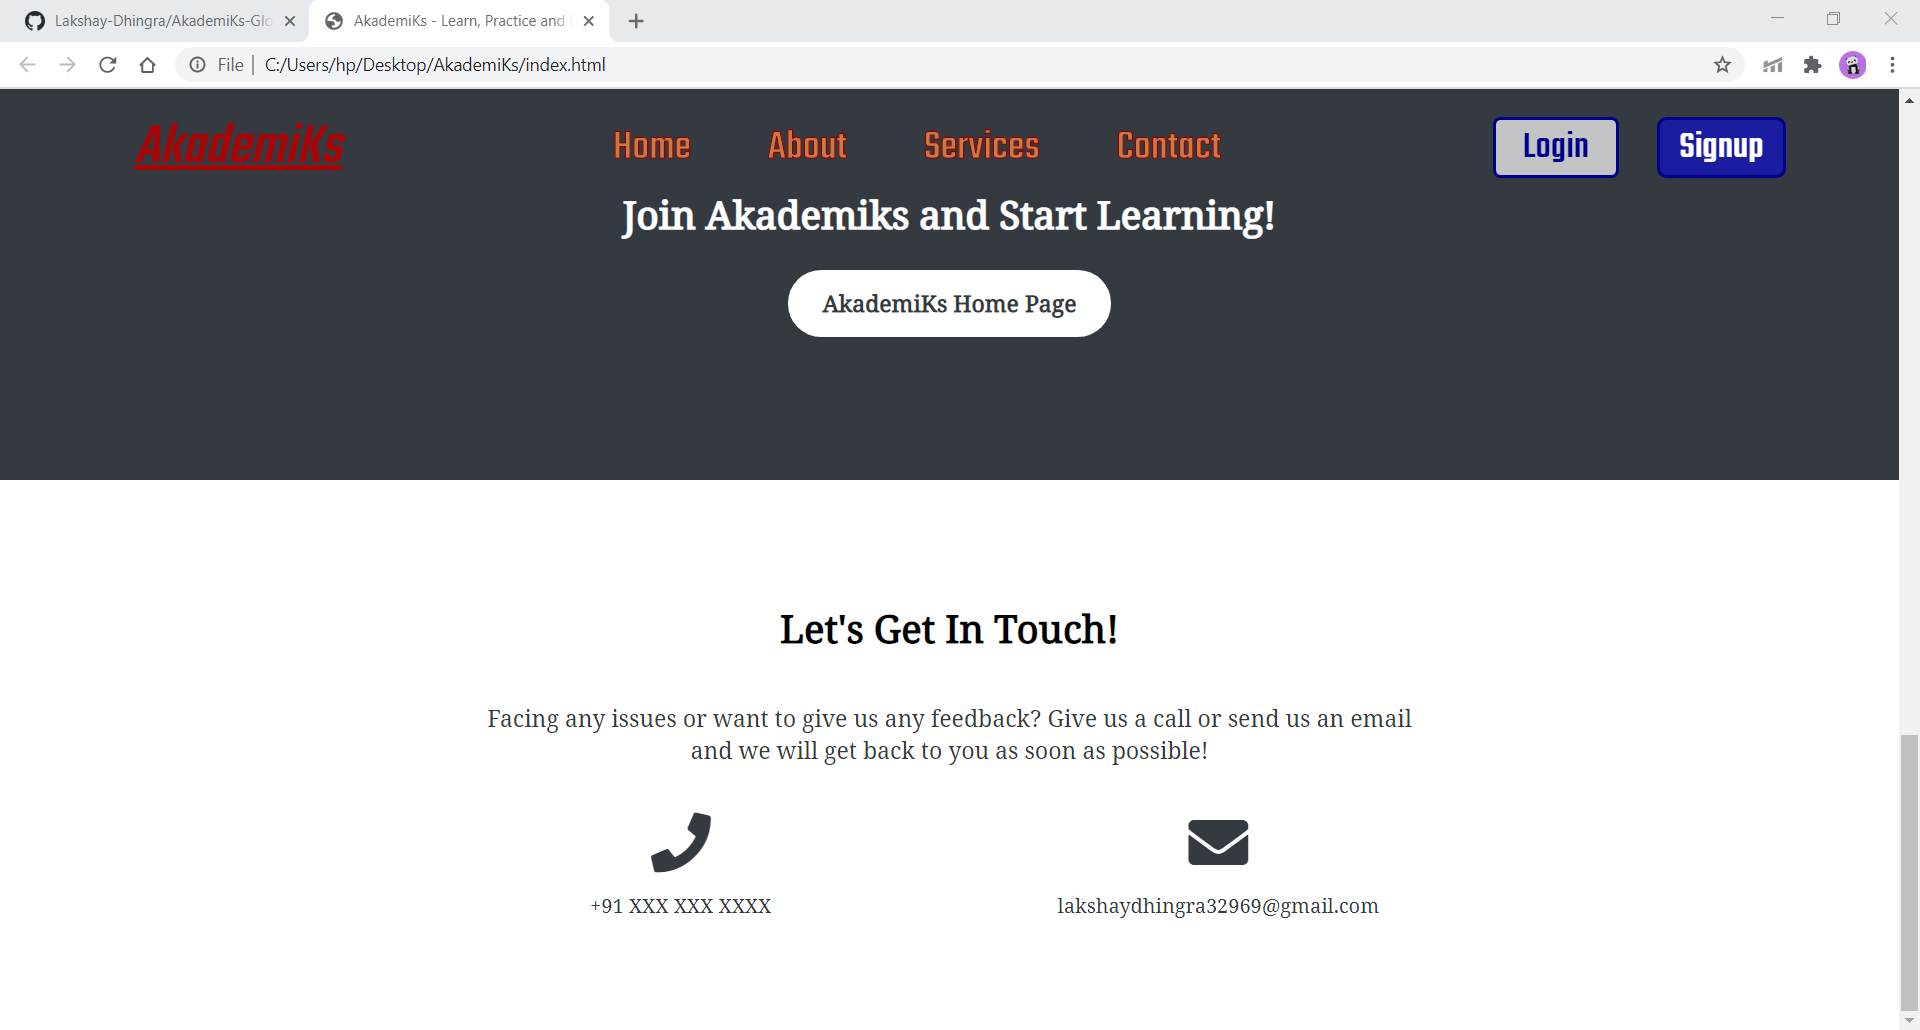 Lakshay-Dhingra/AkademiKs-Glo
AkademiKs - Learn, Practice and
File
C:/Users/hp/Desktop/AkademiKs/index.html
AkademiKs
Home
About
Services
Contact
Login
Signup
Join Akademiks and Start Learning!
AkademiKs Home Page
Let's Get In Touch!
Facing any issues or want to give us any feedback? Give us a call or send us an email
and we will get back to you as soon as possible!
+91 XXX XXX XXXX
lakshaydhingra32969@gmail.com